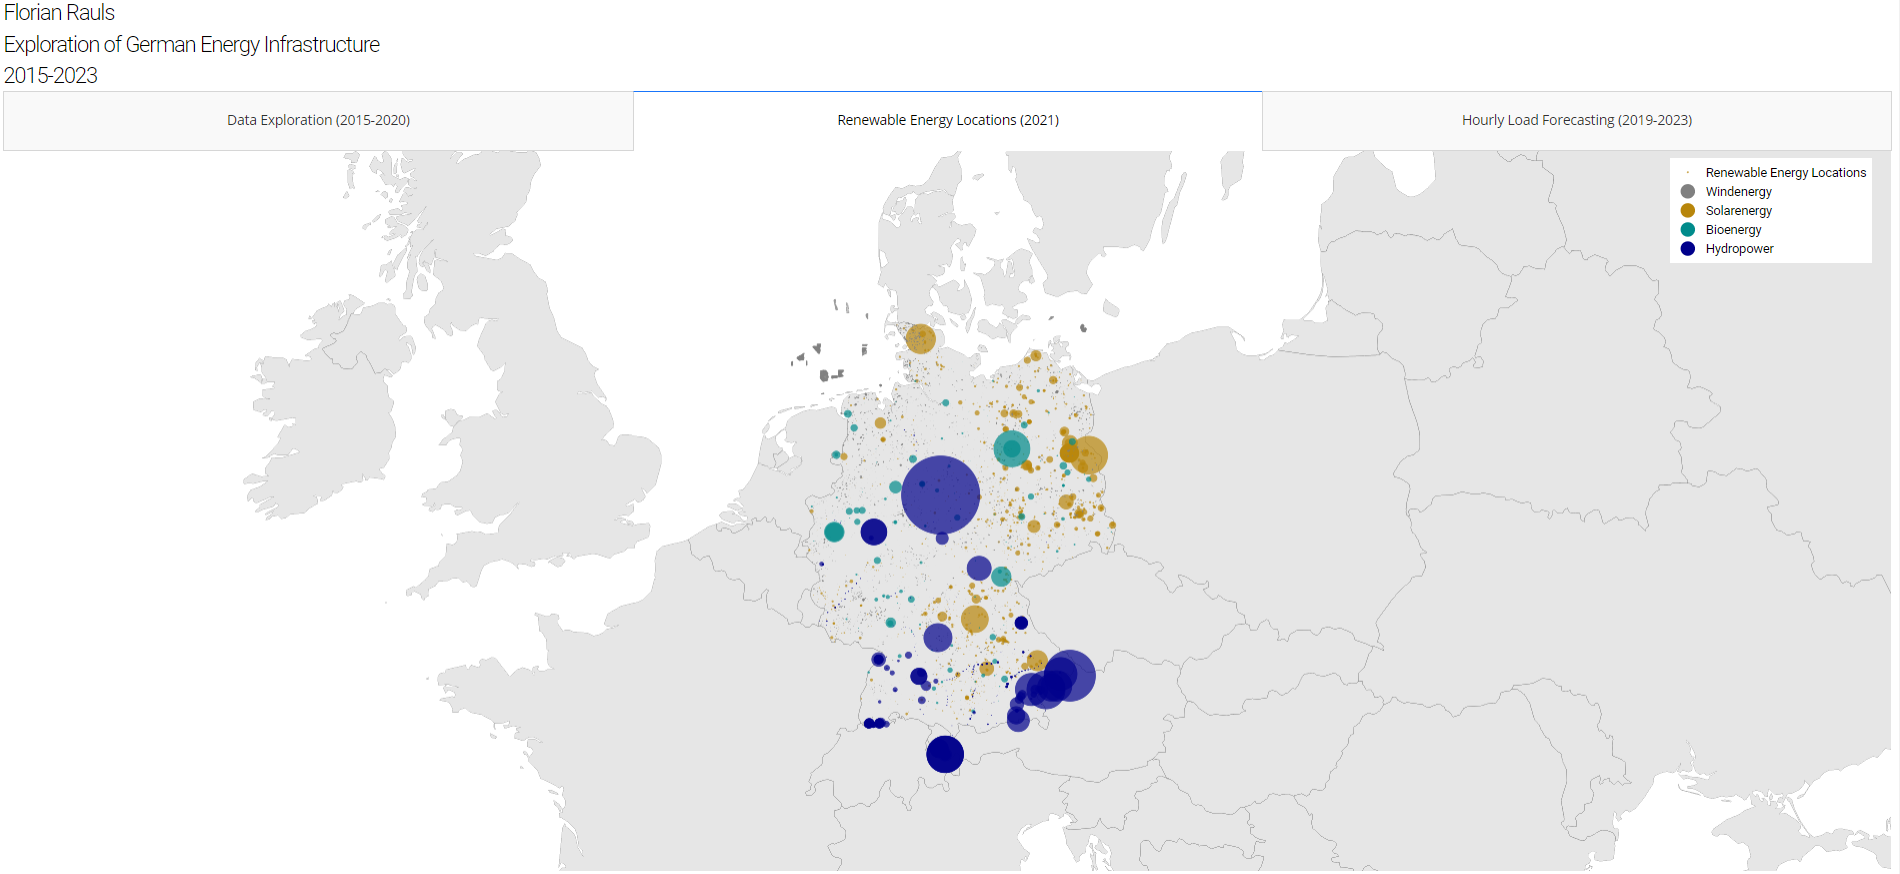 Florian Rauls
Exploration of German Energy Infrastructure
2015-2023
Data Exploration (2015-2020)
Renewable Energy Locations (2021)
Hourly Load Forecasting (2019-2023)
Renewable Energy Locations
Windenergy
Solarenergy
Bioenergy
Hydropower